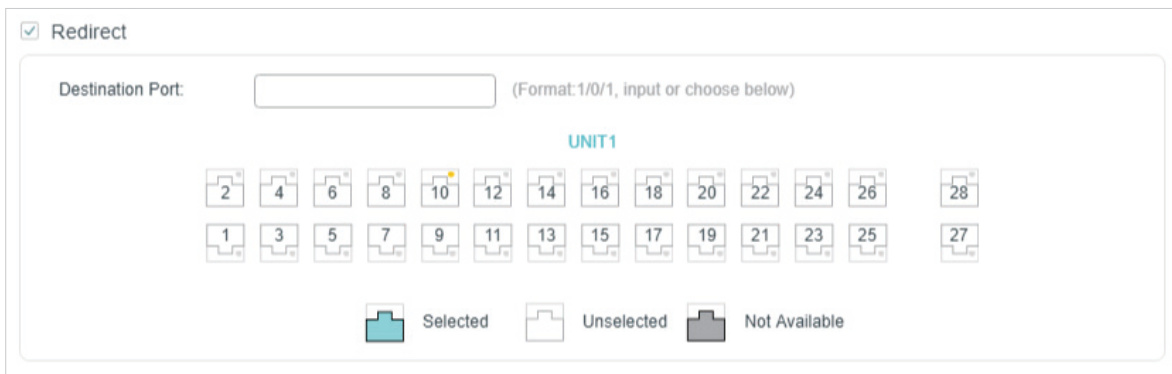 Redirect
Destination Port: (Format:1/0/1, input or choose below)
UNIT1
2 4 6 8 10 12 14 16 18 20 22 24 26 28
1 3 5 7 9 11 13 15 17 19 21 23 25 27
Selected Unselected Not Available